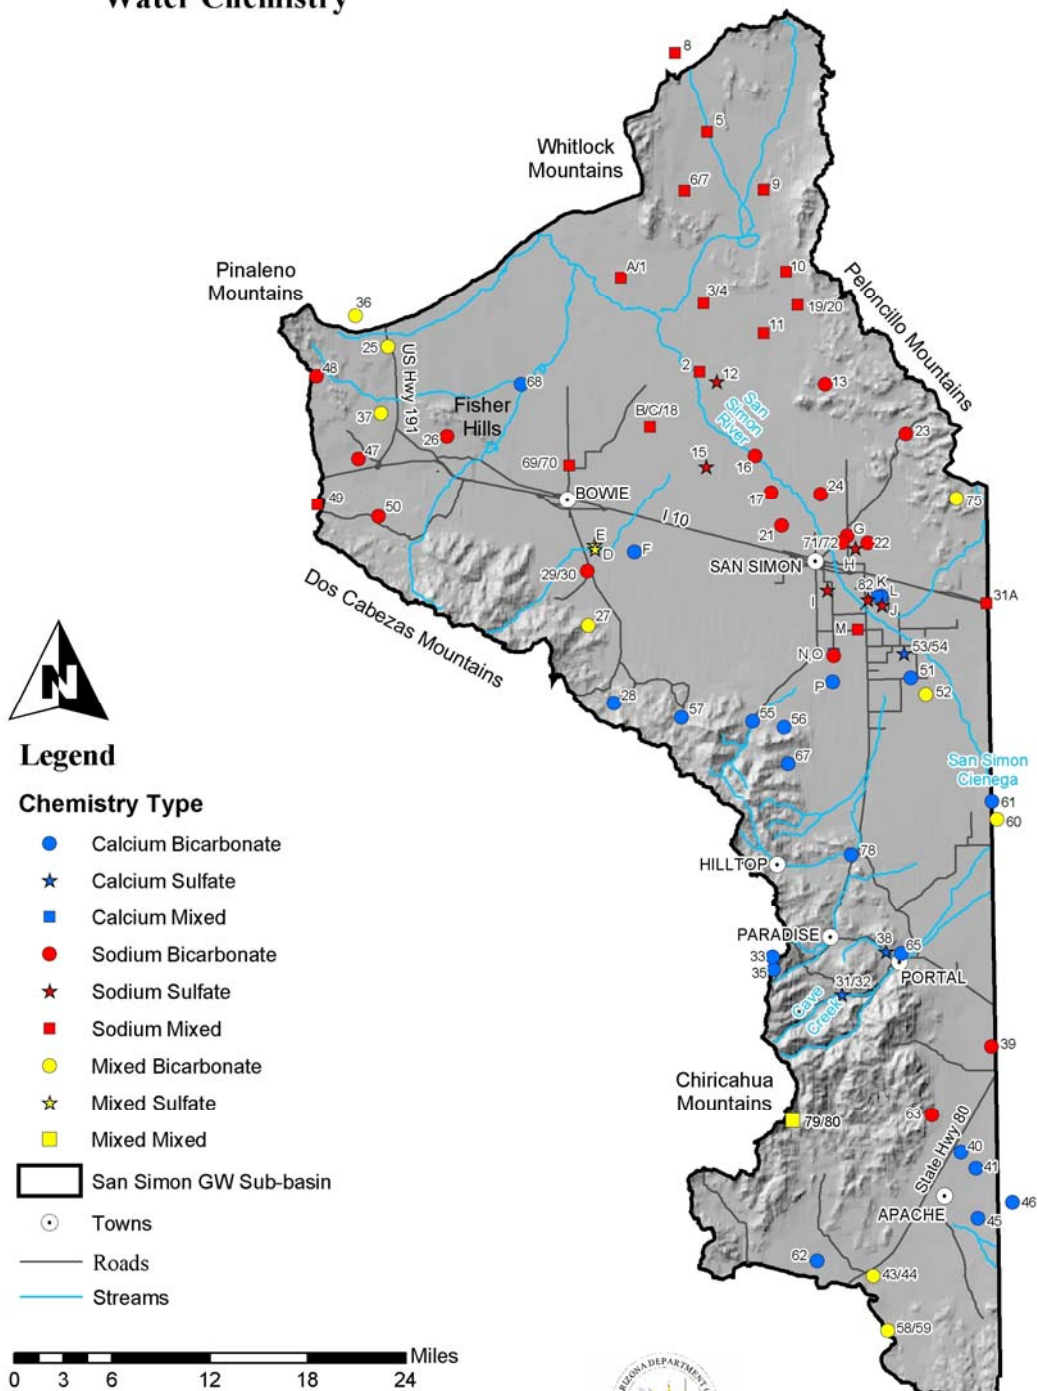 Water Chemistry
8
5
Whitlock
Mountains
6/7
9
Pinaleno
Mountains
A/1
10
Peloncillo Mountains
3/4
19/20
36
11
25
US Hwy 191
48
2
12
68
13
San
Simon
River
37
Fisher
Hills
B/C/18
26
23
47
15
16
69/70
49
50
BOWIE
17
24
75
I 10
21
G
71/72
22
E
D
F
H
SAN SIMON
29/30
82
K
L
I
J
31A
Dos Cabezas Mountains
27
M
N,O
53/54
P
51
52
28
57
55
56
67
San Simon
Cienega
61
60
N
Legend
Chemistry Type
Calcium Bicarbonate
Calcium Sulfate
Calcium Mixed
Sodium Bicarbonate
Sodium Sulfate
Sodium Mixed
Mixed Bicarbonate
Mixed Sulfate
Mixed Mixed
San Simon GW Sub-basin
Towns
Roads
Streams
HILLTOP
78
PARADISE
38
65
33
35
PORTAL
31/32
Cave
Creek
39
Chiricahua
Mountains
79/80
63
State Hwy 80
40
41
46
APACHE
45
62
43/44
58/59
Miles
0 3 6 12 18 24
ARIZONA DEPARTMENT